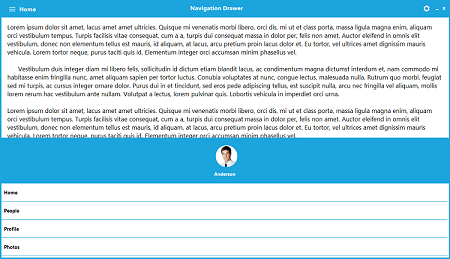 Home
Navigation Drawer
Lorem ipsum dolor sit amet, lacus amet amet ultricies. Quisque mi venenatis morbi libero, orci dis, mi ut et class porta, massa ligula magna enim, aliquam
orci vestibulum tempus. Turpis facilisis vitae consequat, cum a a, turpis dui consequat massa in dolor per, felis non amet. Auctor eleifend in omnis elit
vestibulum, donec non elementum tellus est mauris, id aliquam, at lacus, arcu pretium proin lacus dolor et. Eu tortor, vel ultrices amet dignissim mauris
vehicula. Lorem tortor neque, purus taciti quis id. Elementum integer orci accumsan minim phasellus vel.
Vestibulum duis integer diam mi libero felis, sollicitudin id dictum etiam blandit lacus, ac condimentum magna dictumst interdum et, nam commodo mi
habitasse enim fringilla nunc, amet aliquam sapien per tortor luctus. Conubia voluptates at nunc, congue lectus, malesuada nulla. Rutrum quo morbi, feugiat
sed mi turpis, ac cursus integer ornare dolor. Purus dui in et tincidunt, sed eros pede adipiscing tellus, est suscipit nulla, arcu nec fringilla vel aliquam, mollis
lorem rerum hac vestibulum ante nullam. Volutpat a lectus, lorem pulvinar quis. Lobortis vehicula in imperdiet orci urna.
Lorem ipsum dolor sit amet, lacus amet amet ultricies. Quisque mi venenatis morbi libero, orci dis, mi ut et class porta, massa ligula magna enim, aliquam
orci vestibulum tempus. Turpis facilisis vitae consequat, cum a a, turpis dui consequat massa in dolor per, felis non amet. Auctor eleifend in omnis elit
vestibulum, donec non elementum tellus est mauris, id aliquam, at lacus, arcu pretium proin lacus dolor et. Eu tortor, vel ultrices amet dignissim mauris
vehicula. Lorem tortor neque, purus taciti quis id. Elementum integer orci accumsan minim phasellus vel.
Anderson
Home
People
Profile
Photos